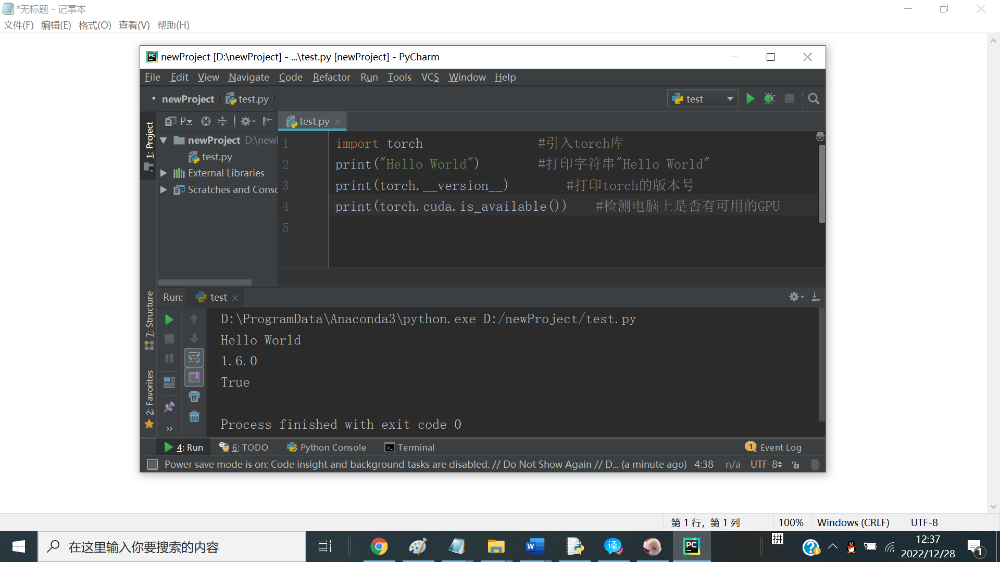 *无标题 - 记事本
文件(F) 编辑(E) 格式(O) 查看(V) 帮助(H)
newProject [D:\newProject] - ...\test.py [newProject] - PyCharm
File Edit View Navigate Code Refactor Run Tools VCS Window Help
newProject test.py
test
P..
test.py
1: Project
newProject D:\newl
test.py
External Libraries
Scratches and Consc
1 import torch #引入torch库
2 print("Hello World") #打印字符串"Hello World"
3 print(torch.__version__) #打印torch的版本号
4 print(torch.cuda.is_available()) #检测电脑上是否有可用的GPU
5
7: Structure
2: Favorites
Run: test
D:\ProgramData\Anaconda3\python.exe D:/newProject/test.py
Hello World
1.6.0
True
Process finished with exit code 0
4: Run 6: TODO Python Console Terminal 1 Event Log
Power save mode is on: Code insight and background tasks are disabled. // Do Not Show Again // D... (a minute ago) 4:38 n/a UTF-8
第 1 行，第 1 列 100% Windows (CRLF) UTF-8
在这里输入你要搜索的内容
W
译
PC
拼
12:37
2022/12/28
1